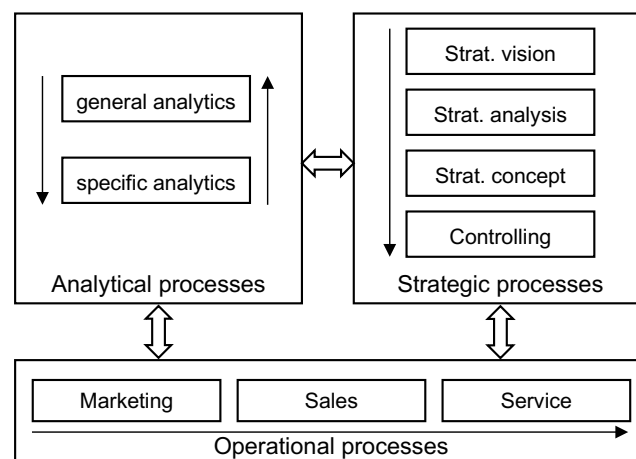 general analytics
specific analytics
Analytical processes
Strat. vision
Strat. analysis
Strat. concept
Controlling
Strategic processes
Marketing
Sales
Service
Operational processes